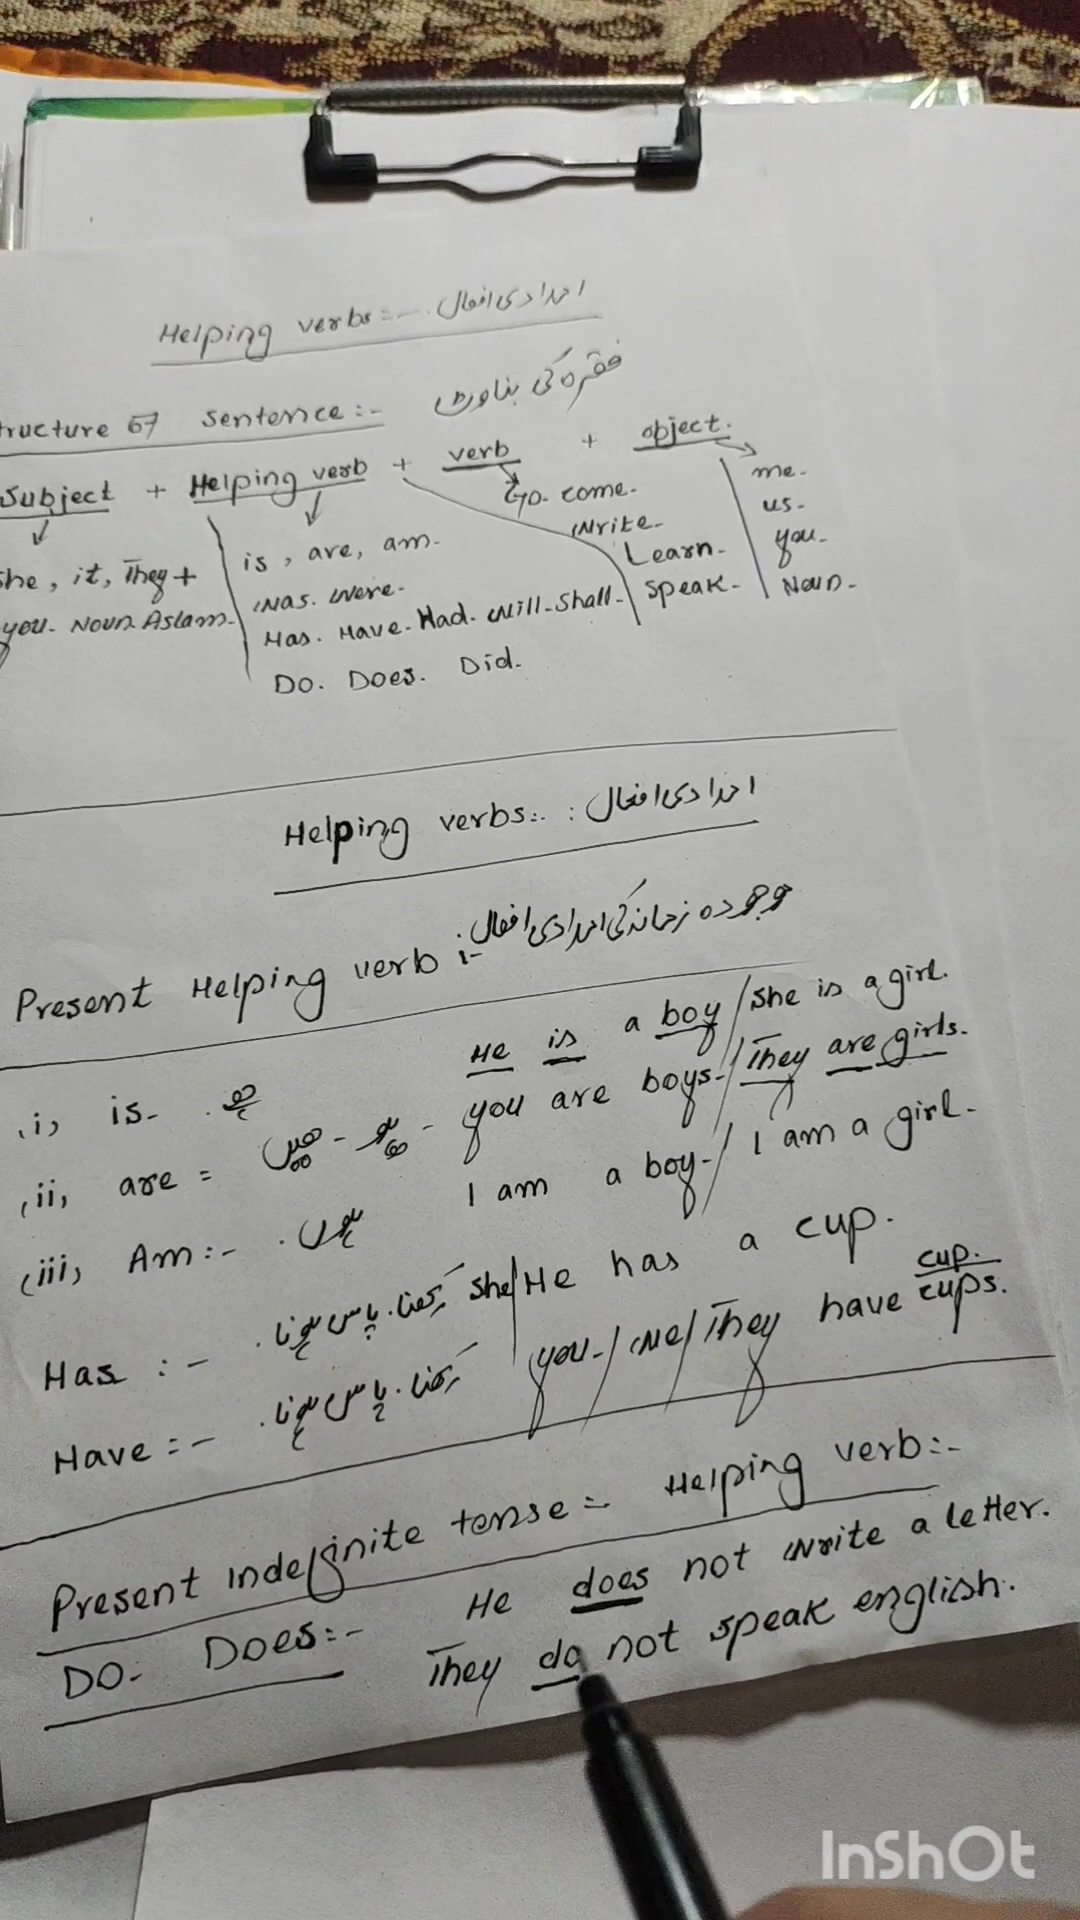 Helping verbs:- امدادی افعال
tructure of sentence:- فقرہ کی بناوٹ
Subject + Helping verb + verb + object.
she, it, They + is, are, am. Go. come. me.
you. Noun. Aslam. was. were. write. us.
Has. Have. Had. will. shall. Learn. you.
Do. Does. Did. speak. Noun.
Helping verbs:. : امدادی افعال
Present Helping verb :- موجودہ زمانہ کی امدادی افعال
(i) is- ہے. He is a boy / she is a girl.
(ii) are = ہیں - ہو - you are boys- / They are girls.
(iii) Am:- ہوں. I am a boy- / I am a girl.
Has :- رکھنا. پاس ہونا. She/He has a cup.
Have :- رکھنا. پاس ہونا. you-/we/They have cup. cups.
Present indefinite tense =- Helping verb:-
DO- Does:- He does not write a letter.
They do not speak english.
InShOt